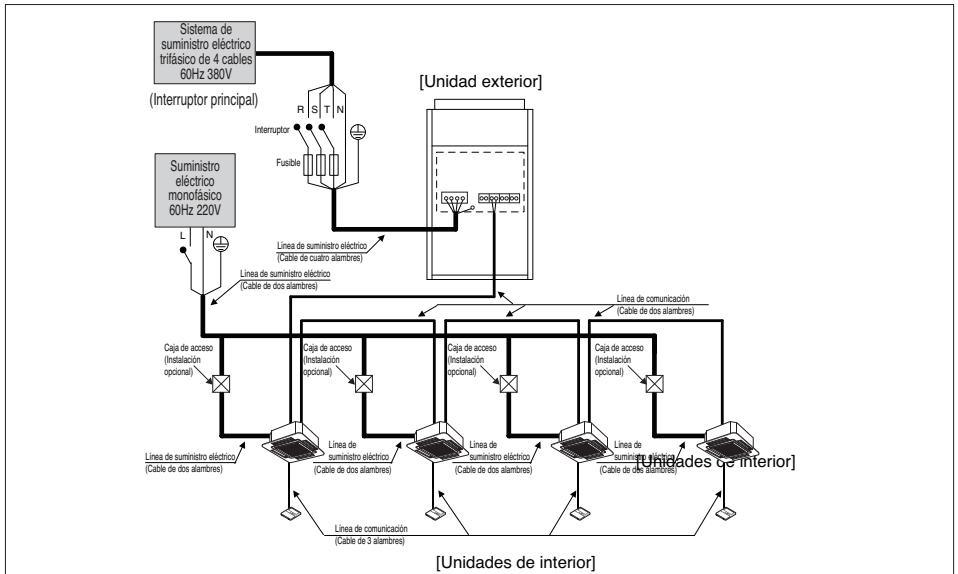 Sistema de
suministro eléctrico
trifásico de 4 cables
60Hz 380V
(Interruptor principal)
[Unidad exterior]
R S T N
Interruptor
Fusible
Suministro
eléctrico
monofásico
60Hz 220V
L N
Línea de suministro eléctrico
(Cable de cuatro alambres)
Línea de suministro eléctrico
(Cable de dos alambres)
Línea de comunicación
(Cable de dos alambres)
Caja de acceso
(Instalación
opcional)
Caja de acceso
(Instalación
opcional)
Caja de acceso
(Instalación
opcional)
Caja de acceso
(Instalación
opcional)
Línea de suministro eléctrico
(Cable de dos alambres)
Línea de
suministro eléctrico
(Cable de dos alambres)
Línea de
suministro eléctrico
(Cable de dos alambres)
Línea de
suministro eléctrico
(Cable de dos alambres)
[Unidades de interior]
Línea de comunicación
(Cable de 3 alambres)
[Unidades de interior]